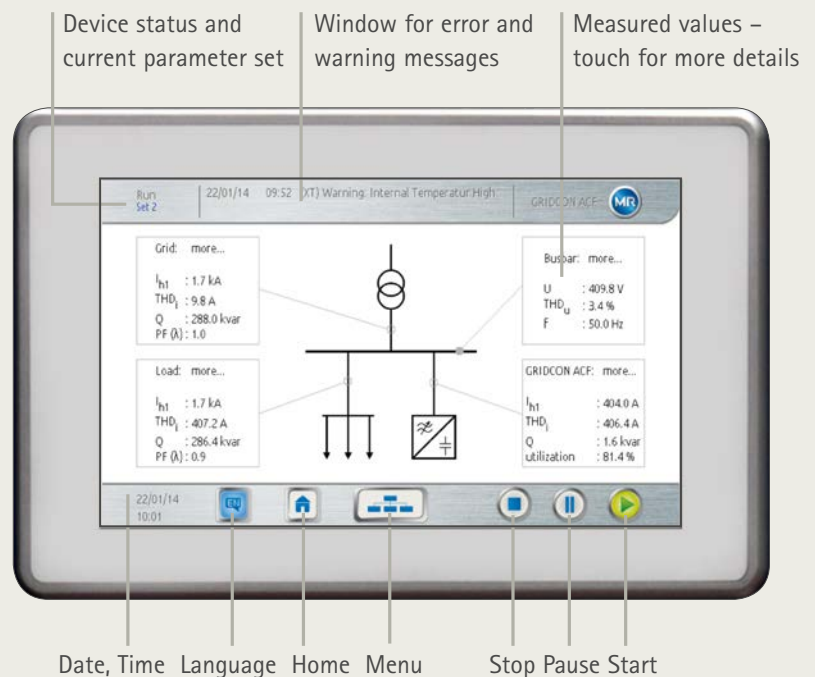 Device status and
current parameter set
Window for error and
warning messages
Measured values –
touch for more details
Run
Set 2
22/01/14 09:52 (XT) Warning: Internal Temperatur High
GRIDCON ACF
MR
Grid: more...
Ih1 : 1.7 kA
THDi : 9.8 A
Q : 288.0 kvar
PF (λ) : 1.0
Busbar: more...
U : 409.8 V
THDu : 3.4 %
f : 50.0 Hz
Load: more...
Ih1 : 1.7 kA
THDi : 407.2 A
Q : 286.4 kvar
PF (λ) : 0.9
GRIDCON ACF: more...
Ih1 : 404.0 A
THDi : 406.4 A
Q : 1.6 kvar
utilization : 81.4 %
22/01/14
10:01
EN
Date, Time Language Home Menu Stop Pause Start